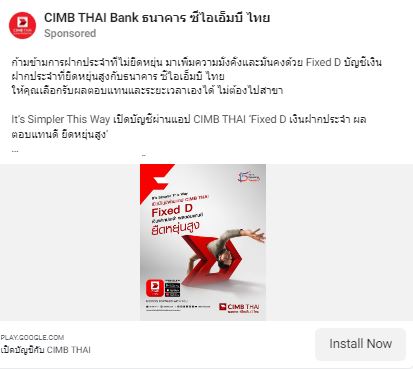 CIMB THAI Bank ธนาคาร ซีไอเอ็มบี ไทย
Sponsored
ก้ามข้ามการฝากประจำที่ไม่ยืดหยุ่น มาเพิ่มความมั่งคั่งและมั่นคงด้วย Fixed D บัญชีเงิน
ฝากประจำที่ยืดหยุ่นสูงกับธนาคาร ซีไอเอ็มบี ไทย
ให้คุณเลือกรับผลตอบแทนและระยะเวลาเองได้ ไม่ต้องไปสาขา
It's Simpler This Way เปิดบัญชีผ่านแอป CIMB THAI 'Fixed D เงินฝากประจำ ผล
ตอบแทนดี ยืดหยุ่นสูง'
...
It's Simpler This Way
Fixed D
ยืดหยุ่นสูง
CIMB THAI
PLAY.GOOGLE.COM
เปิดบัญชีกับ CIMB THAI
Install Now